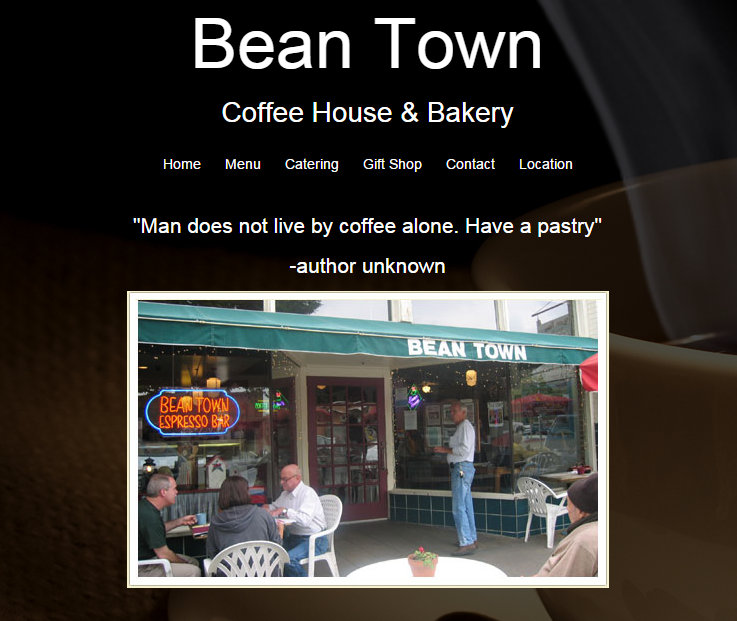 Bean Town
Coffee House & Bakery
Home Menu Catering Gift Shop Contact Location
"Man does not live by coffee alone. Have a pastry"
-author unknown
BEAN TOWN
BEAN TOWN
ESPRESSO BAR